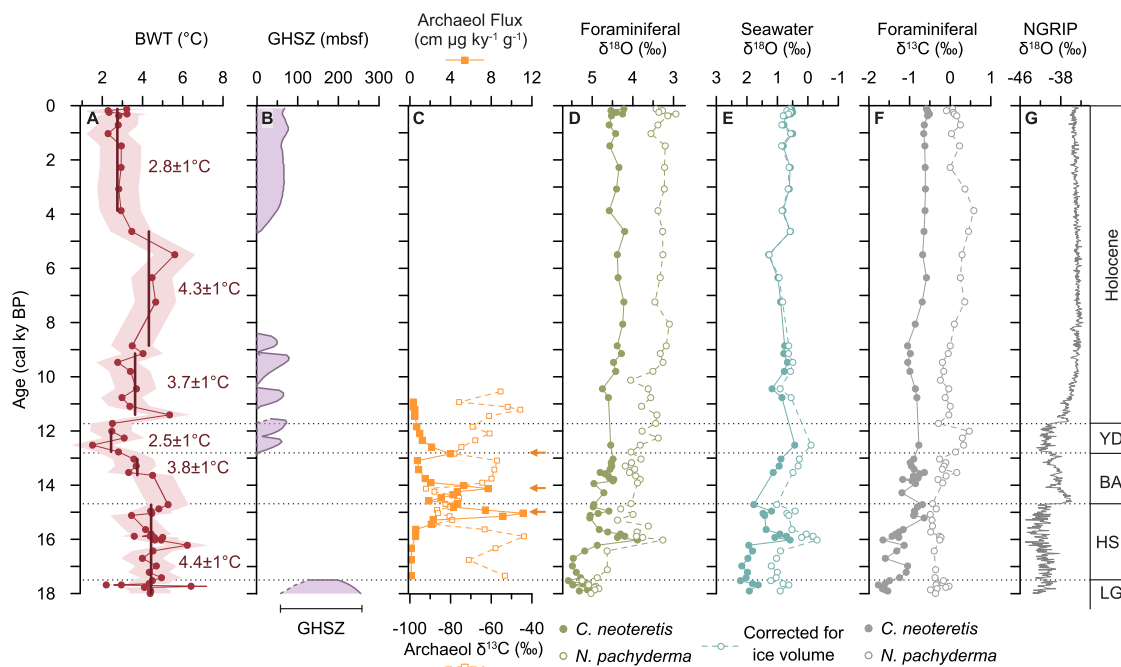 BWT (°C)
GHSZ (mbsf)
Archaeol Flux
(cm µg ky⁻¹ g⁻¹)
Foraminiferal
δ¹⁸O (‰)
Seawater
δ¹⁸O (‰)
Foraminiferal
δ¹³C (‰)
NGRIP
δ¹⁸O (‰)
2 4 6 8
0 100 200 300
0 3 6 9 12
5 4 3
3 2 1 0 -1
-2 -1 0 1
-46 -38
A B C D E F G
Age (cal ky BP)
0
2
4
6
8
10
12
14
16
18
2.8±1°C
4.3±1°C
3.7±1°C
2.5±1°C
3.8±1°C
4.4±1°C
Holocene
YD
BA
HS
LG
GHSZ
-100 -80 -60 -40
Archaeol δ¹³C (‰)
C. neoteretis
N. pachyderma
Corrected for
ice volume
C. neoteretis
N. pachyderma